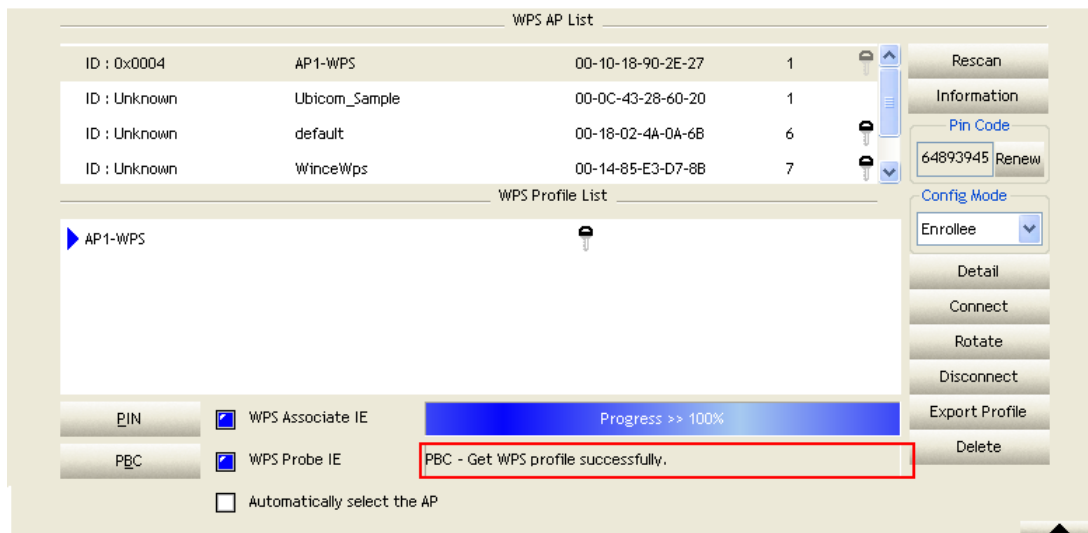 WPS AP List
ID : 0x0004 AP1-WPS 00-10-18-90-2E-27 1
Rescan
ID : Unknown Ubicom_Sample 00-0C-43-28-60-20 1
Information
ID : Unknown default 00-18-02-4A-0A-6B 6
Pin Code
64893945 Renew
ID : Unknown WinceWps 00-14-85-E3-D7-8B 7
WPS Profile List
Config Mode
Enrollee
AP1-WPS
Detail
Connect
Rotate
Disconnect
PIN WPS Associate IE Progress >> 100% Export Profile
PBC WPS Probe IE PBC - Get WPS profile successfully. Delete
Automatically select the AP